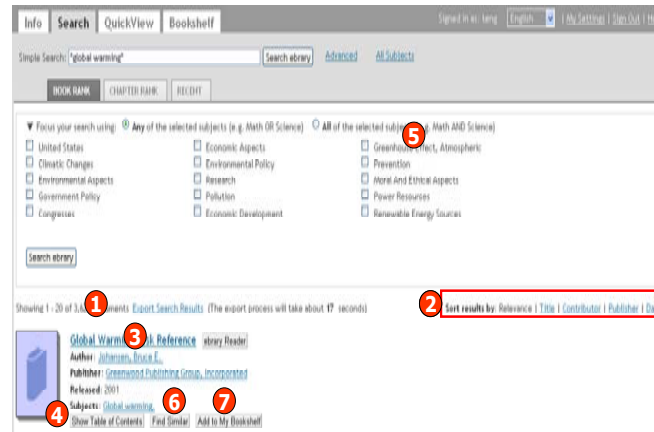 Info Search QuickView Bookshelf Signed in as: tang English | My Settings | Sign Out |
Simple Search: "global warming" Search ebrary Advanced All Subjects
BOOK RANK CHAPTER RANK RECENT
▼ Focus your search using: Any of the selected subjects (e.g. Math OR Science) All of the selected Math AND Science)
5
United States Economic Aspects Greenhouse Effect, Atmospheric
Climatic Changes Environmental Policy Prevention
Environmental Aspects Research Moral And Ethical Aspects
Government Policy Pollution Power Resources
Congresses Economic Development Renewable Energy Sources
Search ebrary
Showing 1 - 20 of 1 Export Search Results (The export process will take about 17 seconds) 2 Sort results by: Relevance | Title | Contributor | Publisher |
3
Global Reference ebrary Reader
Author: Johansen, Bruce E.
Publisher: Greenwood Publishing Group, Incorporated
Released: 2001
Subjects: Global warming.
4 6 7
Show Table of Contents Find Similar Add to My Bookshelf